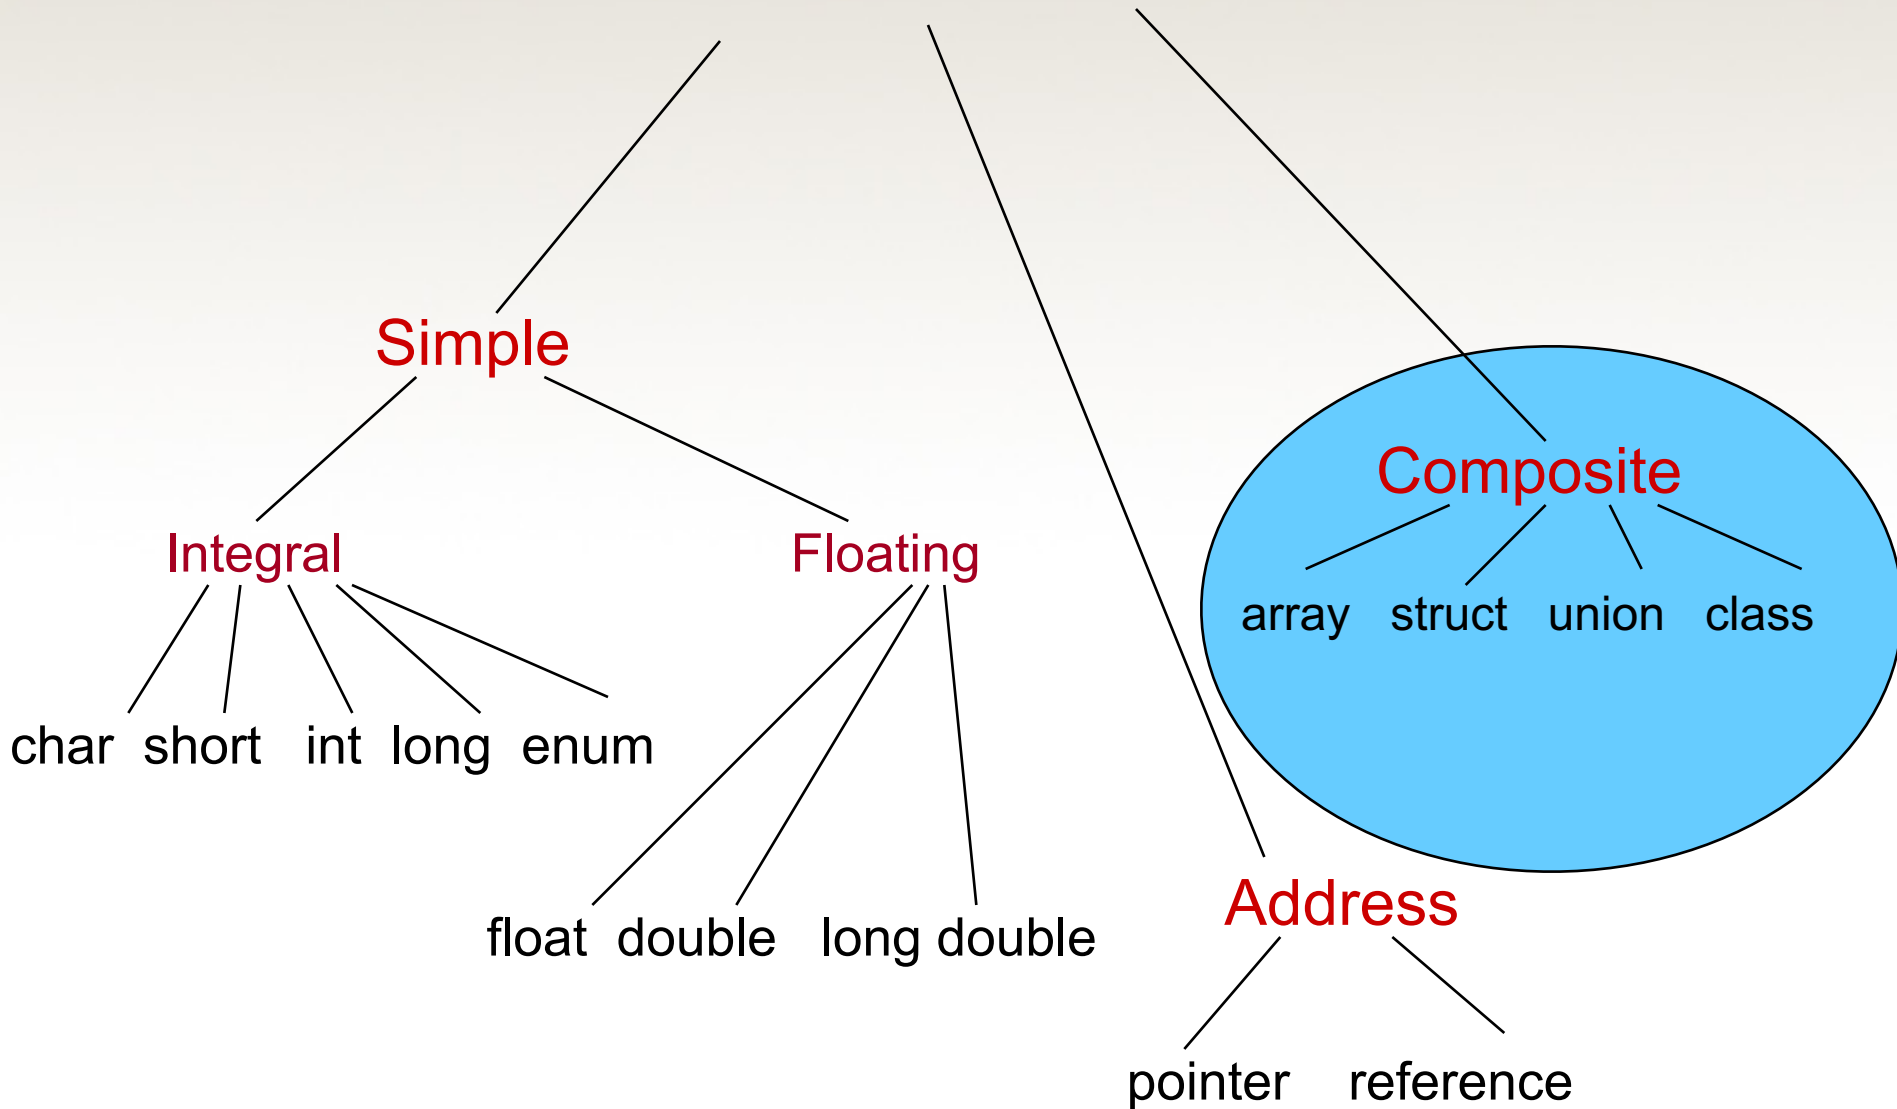 Simple
Composite
Integral
Floating
array struct union class
char short int long enum
Address
float double long double
pointer reference